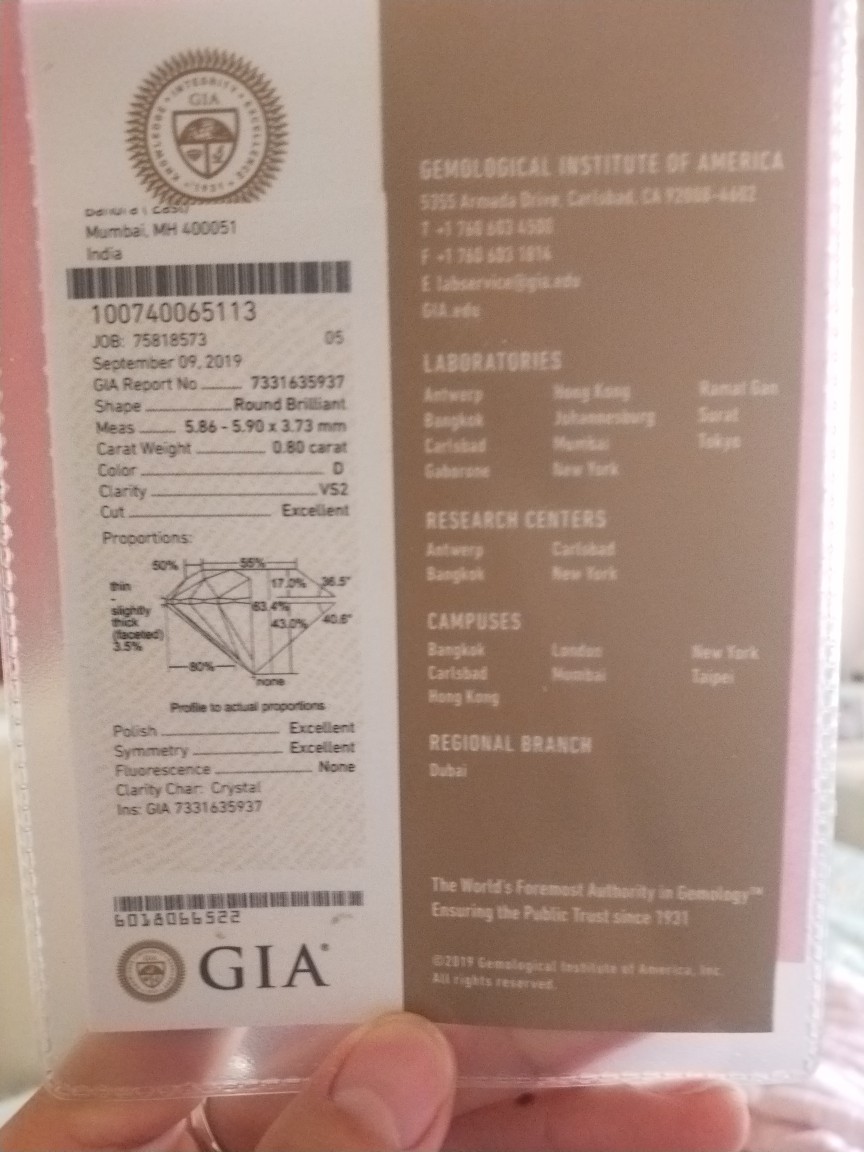 KNOWLEDGE • INTEGRITY • EXCELLENCE
GIA
1931
Bandra (East)
Mumbai, MH 400051
India
100740065113
JOB: 75818573 05
September 09, 2019
GIA Report No 7331635937
Shape Round Brilliant
Meas 5.86 - 5.90 x 3.73 mm
Carat Weight 0.80 carat
Color D
Clarity VS2
Cut Excellent
Proportions:
50% 55%
thin 17.0% 36.5°
-
slightly 63.4%
thick 43.0% 40.6°
(faceted)
3.5%
80%
none
Profile to actual proportions
Polish Excellent
Symmetry Excellent
Fluorescence None
Clarity Char: Crystal
Ins: GIA 7331635937
6018066522
GIA®
GEMOLOGICAL INSTITUTE OF AMERICA
5355 Armada Drive, Carlsbad, CA 92008-4602
T +1 760 603 4500
F +1 760 603 1814
E labservice@gia.edu
GIA.edu
LABORATORIES
Antwerp Hong Kong Ramat Gan
Bangkok Johannesburg Surat
Carlsbad Mumbai Tokyo
Gaborone New York
RESEARCH CENTERS
Antwerp Carlsbad
Bangkok New York
CAMPUSES
Bangkok London New York
Carlsbad Mumbai Taipei
Hong Kong
REGIONAL BRANCH
Dubai
The World's Foremost Authority in Gemology℠
Ensuring the Public Trust since 1931
©2019 Gemological Institute of America, Inc.
All rights reserved.